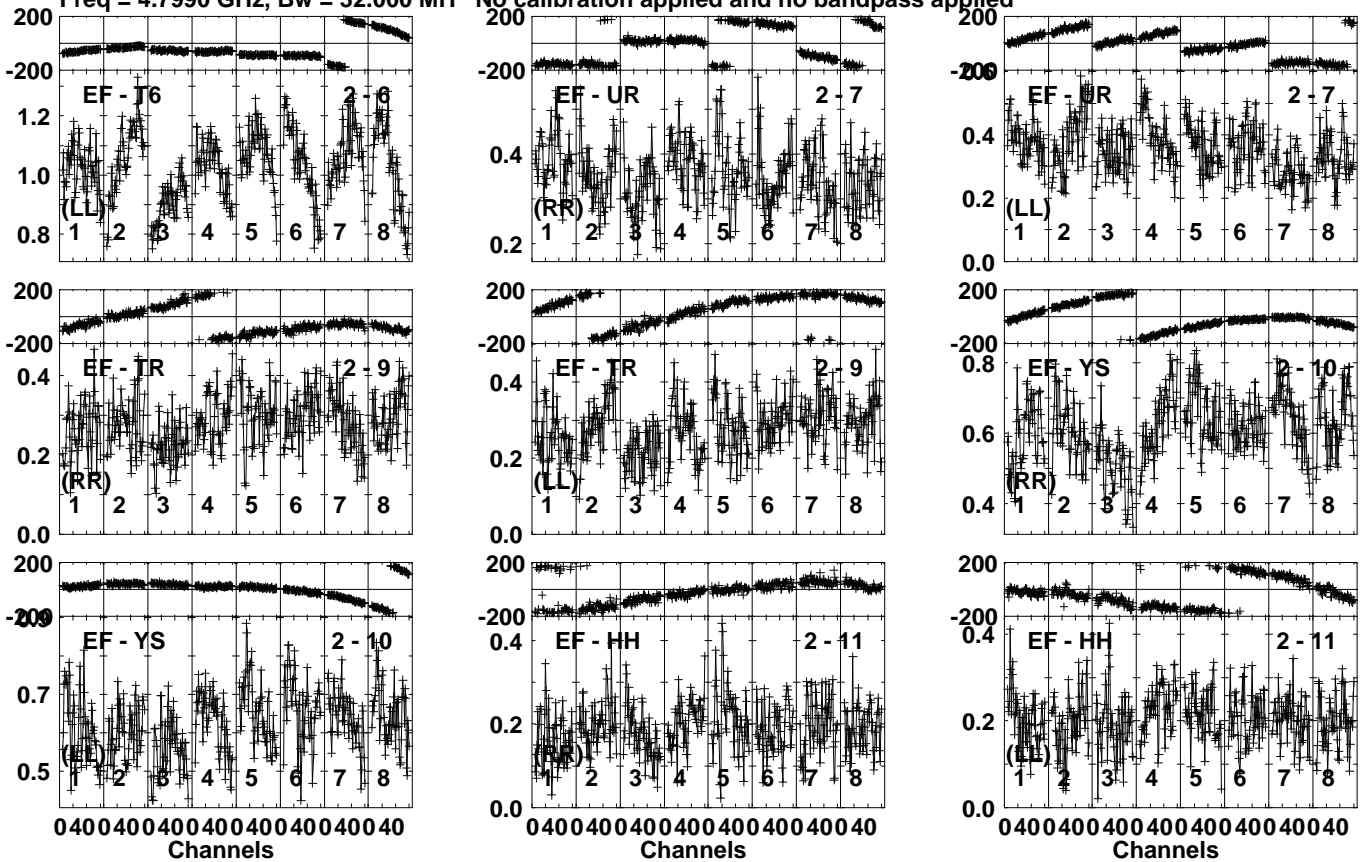 Freq = 4.7990 GHz, Bw = 32.000 MH No calibration applied and no bandpass applied
200 200 200
-200 -200 0.6
EF - T6 2 - 6 EF - UR 2 - 7 EF - UR 2 - 7
1.2 0.4 0.4
1.0 0.2 0.2
0.8 0.0
(LL) (RR) (LL)
1 2 3 4 5 6 7 8 1 2 3 4 5 6 7 8 1 2 3 4 5 6 7 8
200 200 200
-200 -200 -200
EF - TR 2 - 9 EF - TR 2 - 9 EF - YS 2 - 10
0.4 0.4 0.8
0.2 0.2 0.6
0.0 0.0 0.4
(RR) (LL) (RR)
1 2 3 4 5 6 7 8 1 2 3 4 5 6 7 8 1 2 3 4 5 6 7 8
200 200 200
-200 -200 -200
0.9 0.4 0.4
EF - YS 2 - 10 EF - HH 2 - 11 EF - HH 2 - 11
0.7 0.2 0.2
0.5 0.0 0.0
(LL) (RR) (LL)
1 2 3 4 5 6 7 8 1 2 3 4 5 6 7 8 1 2 3 4 5 6 7 8
0 40 0 40 0 40 0 40 0 40 0 40 0 40 0 40 0 40 0 40 0 40 0 40 0 40 0 40 0 40 0 40 0 40 0 40 0 40 0 40 0 40 0 40 0 40 0 40
Channels Channels Channels